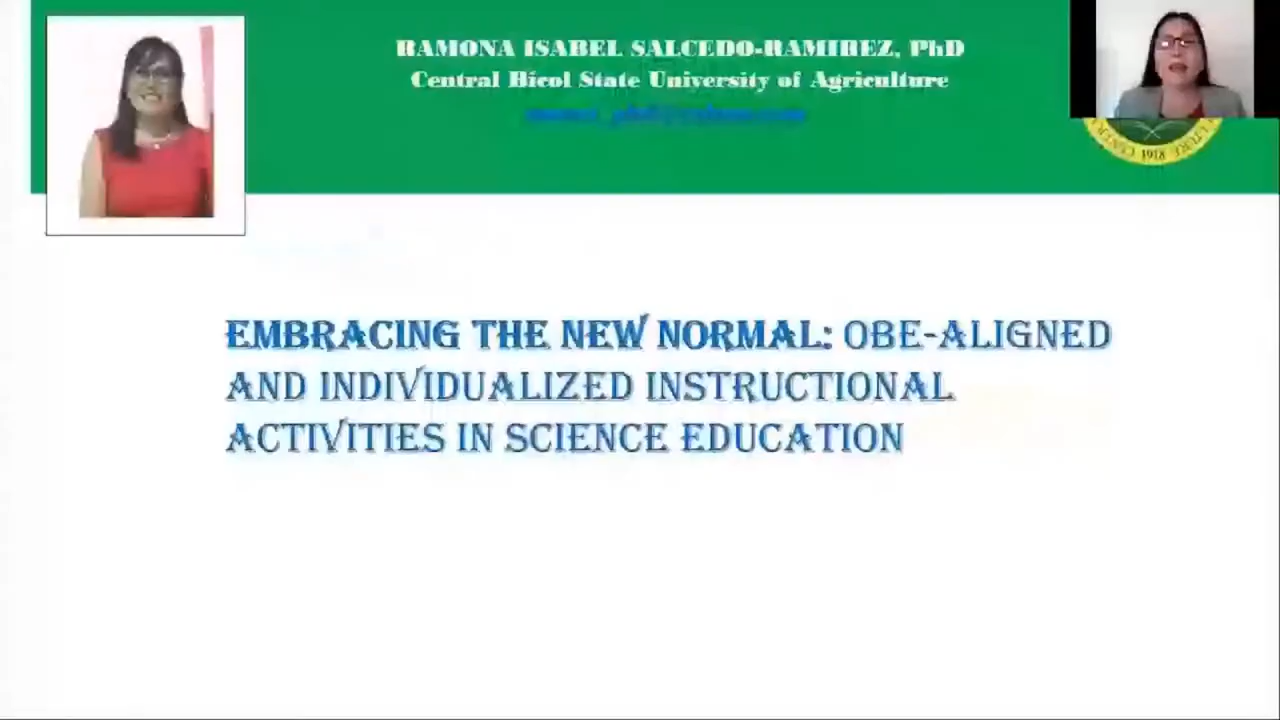 RAMONA ISABEL SALCEDO-RAMIREZ, PhD
Central Bicol State University of Agriculture
EMBRACING THE NEW NORMAL: OBE-ALIGNED
AND INDIVIDUALIZED INSTRUCTIONAL
ACTIVITIES IN SCIENCE EDUCATION
1918